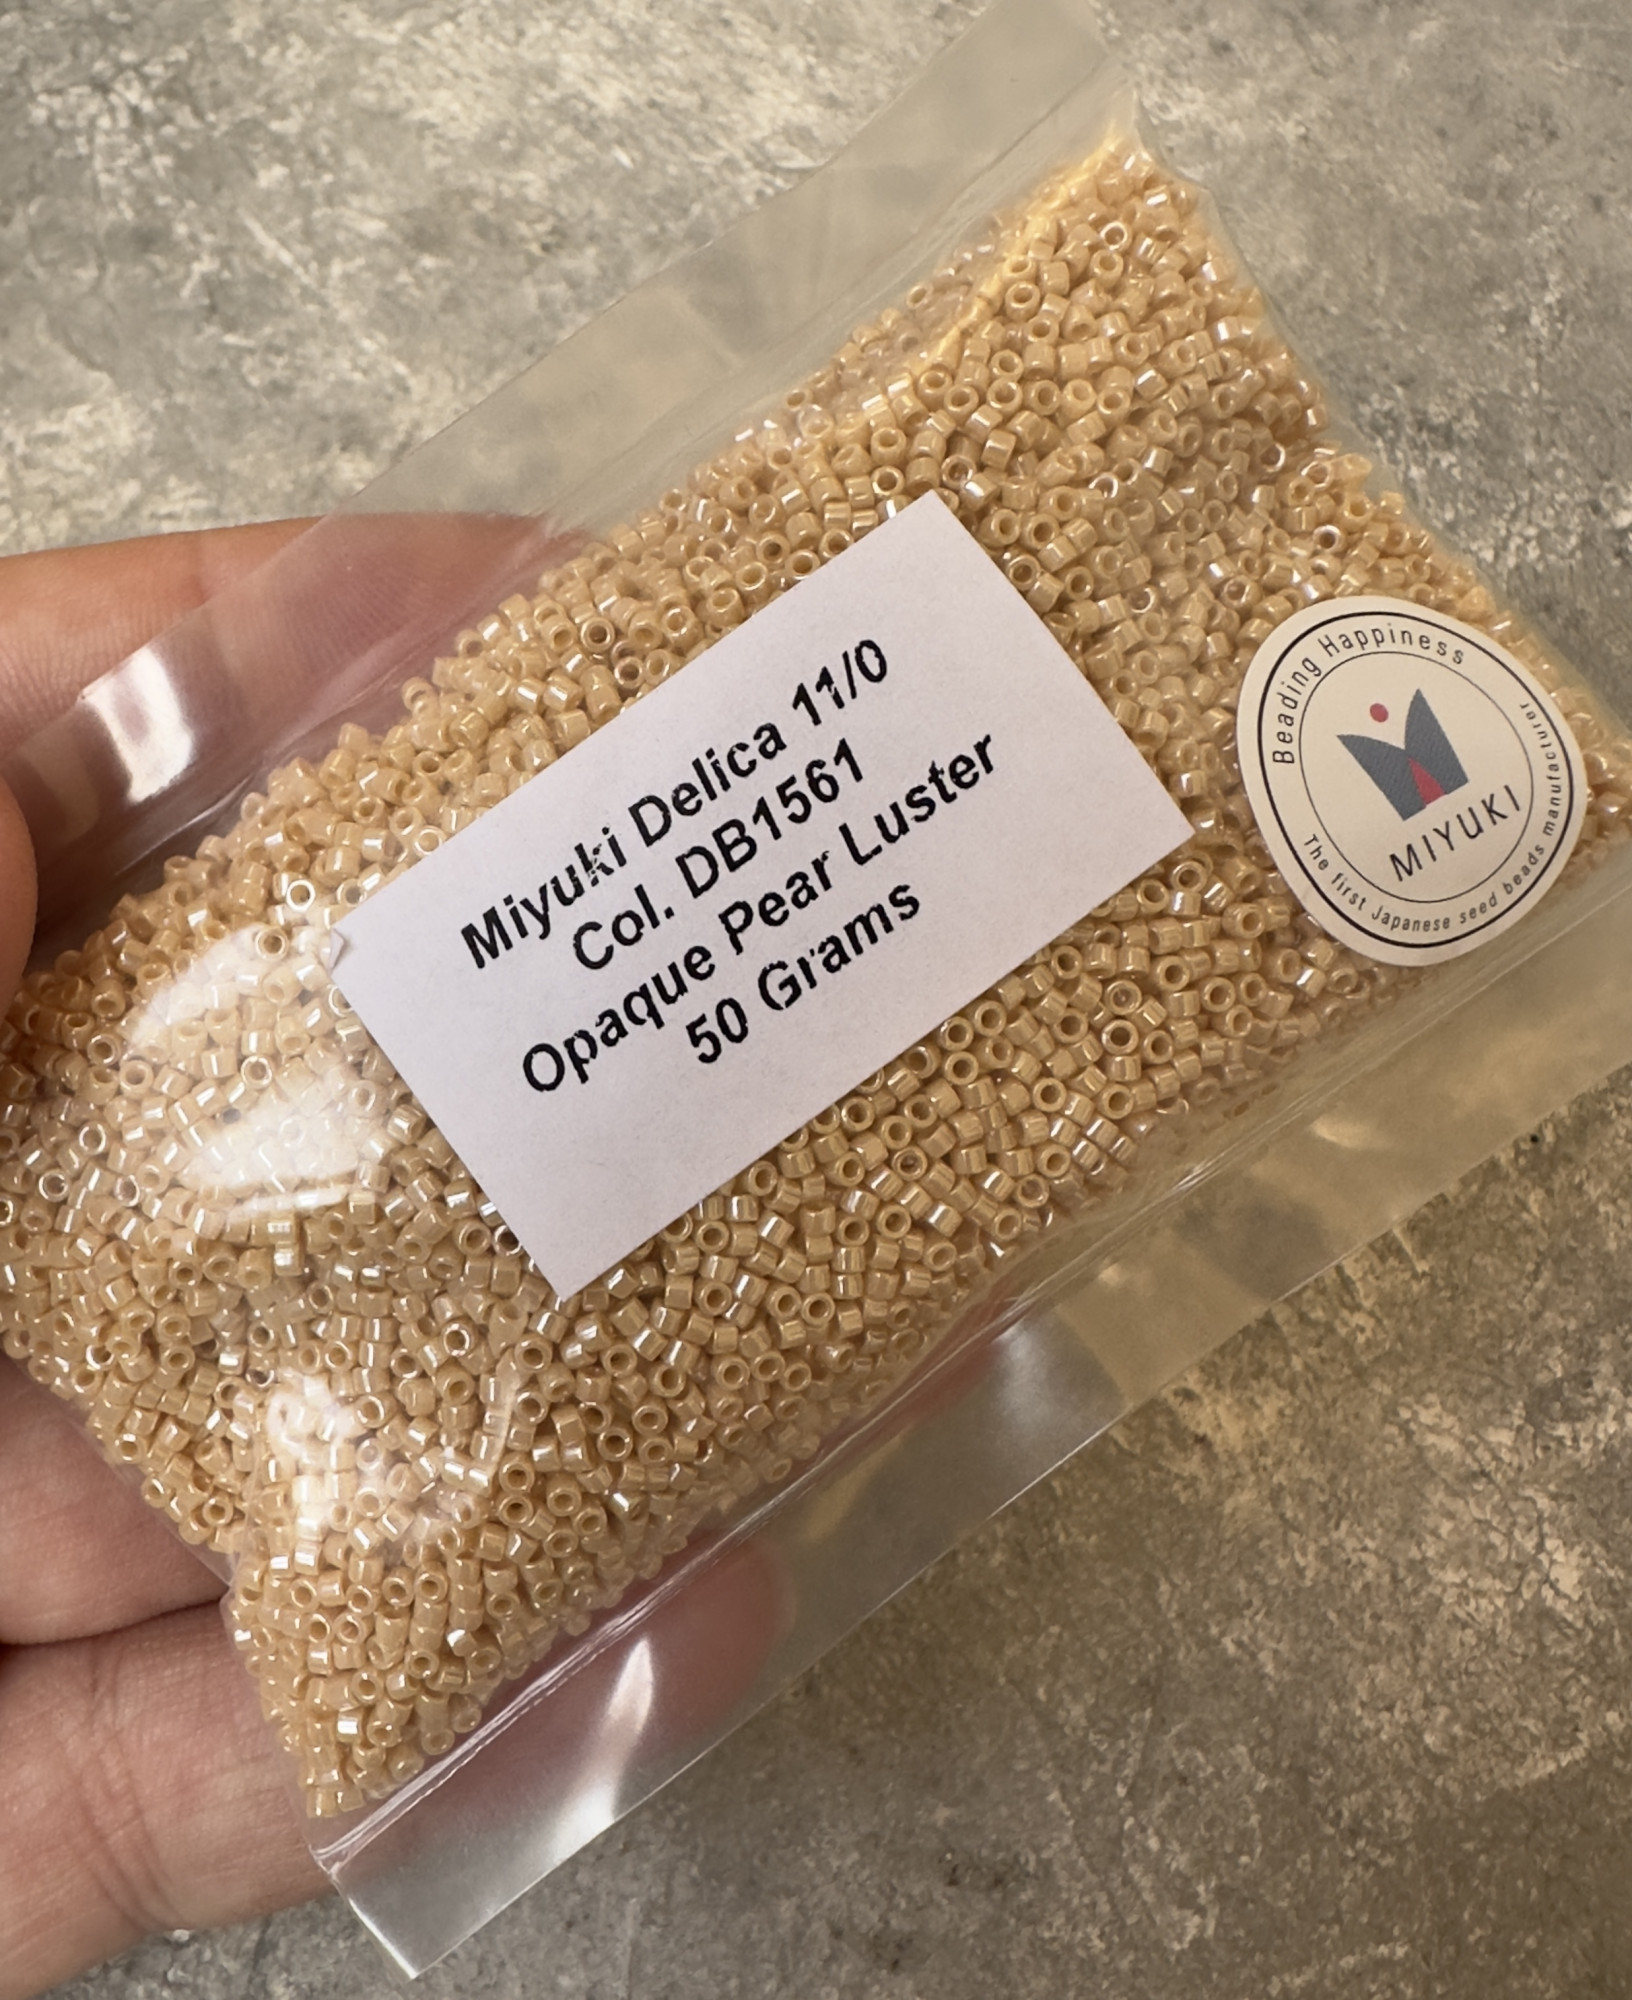 Miyuki Delica 11/0
Col. DB1561
Opaque Pear Luster
50 Grams
Beading Happiness
MIYUKI
The first Japanese seed beads manufacturer